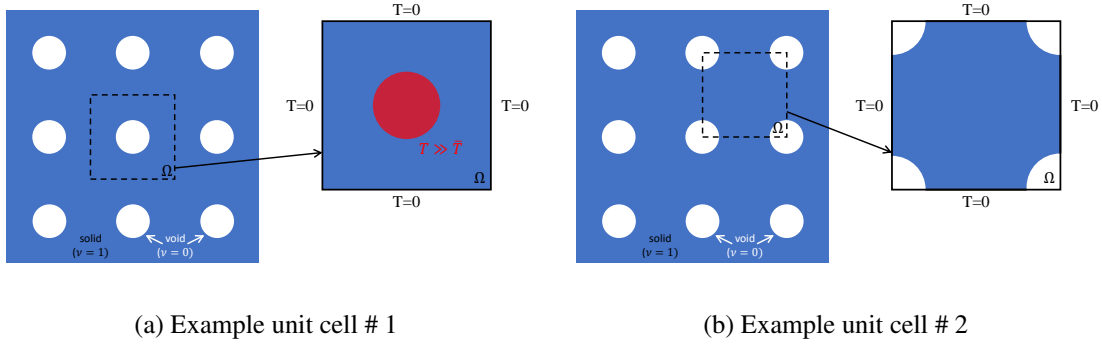 T=0
T=0
T=0
T ≫ T̄
Ω
Ω
T=0
solid
(ν = 1)
void
(ν = 0)
(a) Example unit cell # 1
T=0
T=0
T=0
Ω
Ω
T=0
solid
(ν = 1)
void
(ν = 0)
(b) Example unit cell # 2